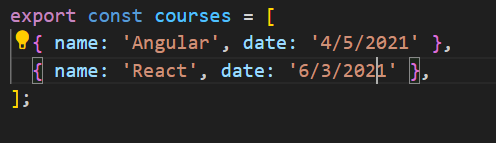 export const courses = [
  { name: 'Angular', date: '4/5/2021' },
  { name: 'React', date: '6/3/2021' },
];